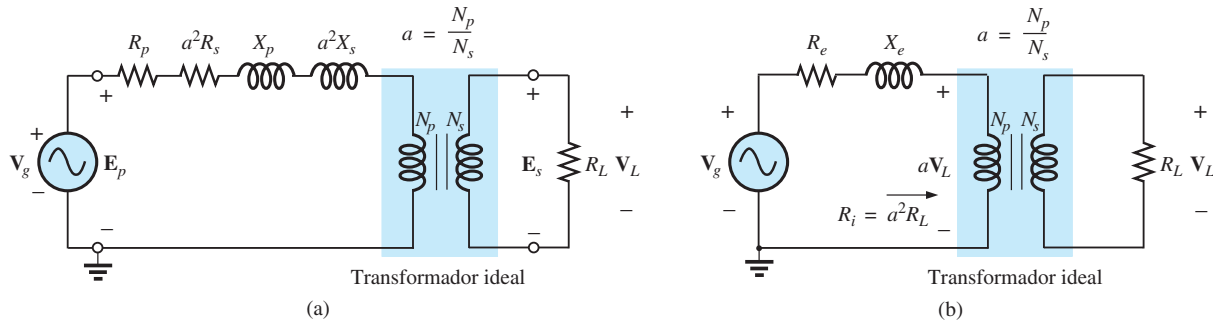 R_p a²R_s X_p a²X_s
a = N_p / N_s
+ +
N_p N_s
+
+
V_g E_p E_s R_L V_L
−
− − −
Transformador ideal
(a)
R_e X_e
a = N_p / N_s
+
N_p N_s
+ +
V_g aV_L R_L V_L
− −
R_i = a²R_L
−
Transformador ideal
(b)